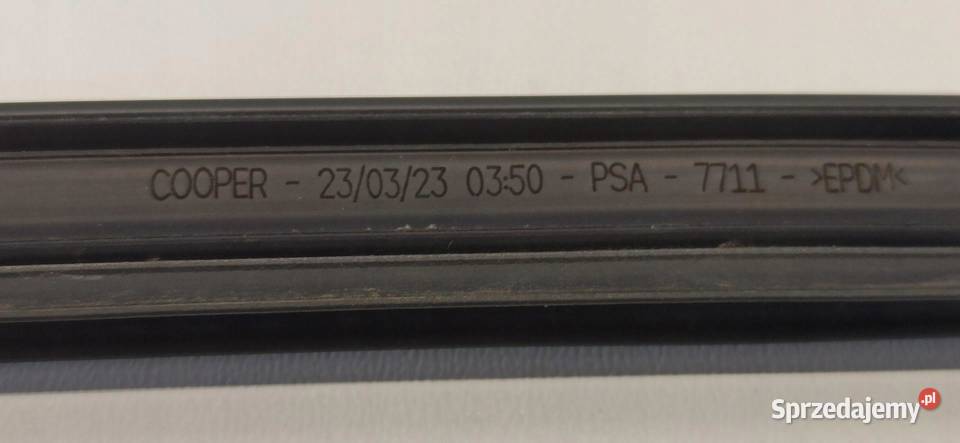 COOPER - 23/03/23 03:50 - PSA - 7711 - >EPDM<
Sprzedajemy.pl